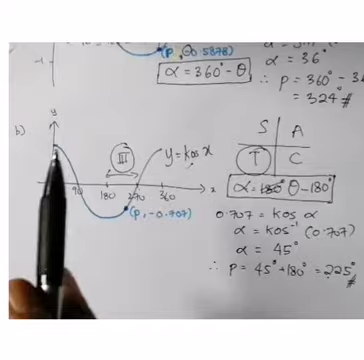 (p, -0.5878)
-1
α = 360° - θ
α = 36°
∴ p = 360° - 3
= 324° #
b)
y
S A
T C
III
y = kos x
90 180 270 360 x
α = 180° θ - 180°
(p, -0.707)
0.707 = kos α
α = kos⁻¹ (0.707)
α = 45°
∴ p = 45° + 180° = 225° #